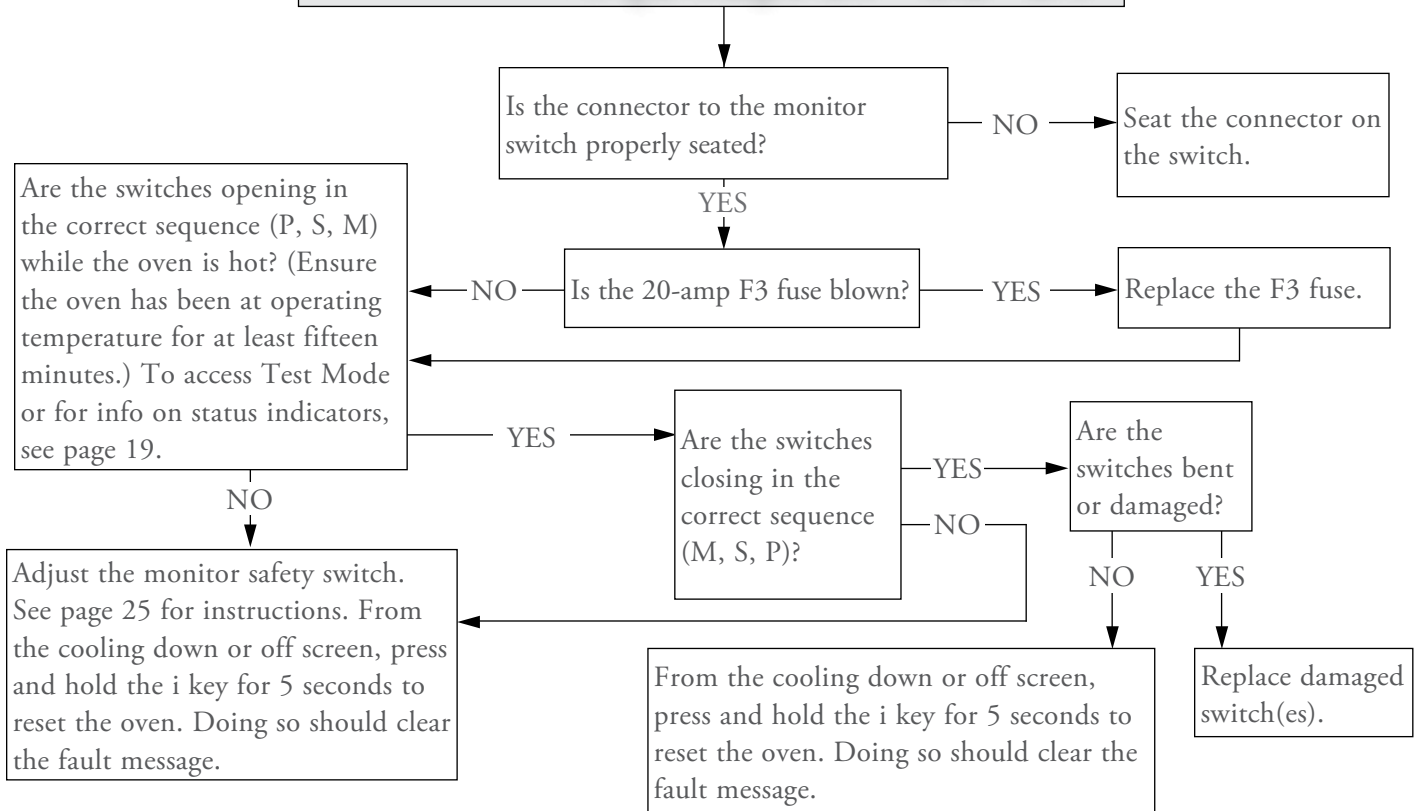 Is the connector to the monitor
switch properly seated?
NO
Seat the connector on
the switch.
YES
Are the switches opening in
the correct sequence (P, S, M)
while the oven is hot? (Ensure
the oven has been at operating
temperature for at least fifteen
minutes.) To access Test Mode
or for info on status indicators,
see page 19.
NO
Is the 20-amp F3 fuse blown?
YES
Replace the F3 fuse.
YES
Are the switches
closing in the
correct sequence
(M, S, P)?
YES
NO
Are the
switches bent
or damaged?
NO
Adjust the monitor safety switch.
See page 25 for instructions. From
the cooling down or off screen, press
and hold the i key for 5 seconds to
reset the oven. Doing so should clear
the fault message.
NO
YES
From the cooling down or off screen,
press and hold the i key for 5 seconds to
reset the oven. Doing so should clear the
fault message.
Replace damaged
switch(es).